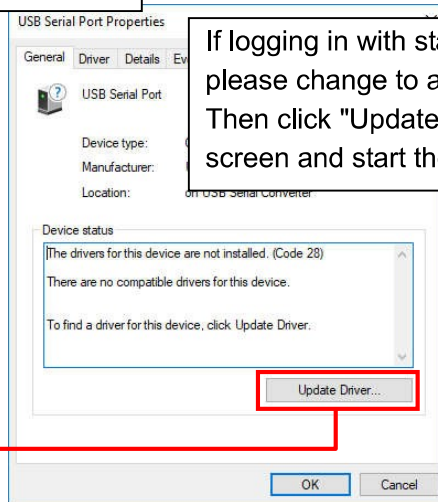 USB Serial Port Properties
If logging in with
please change to
Then click "Update
screen and start
General Driver Details
USB Serial Port
Device type:
Manufacturer:
Location:
on USB Serial Converter
Device status
The drivers for this device are not installed. (Code 28)
There are no compatible drivers for this device.
To find a driver for this device, click Update Driver.
Update Driver...
OK Cancel